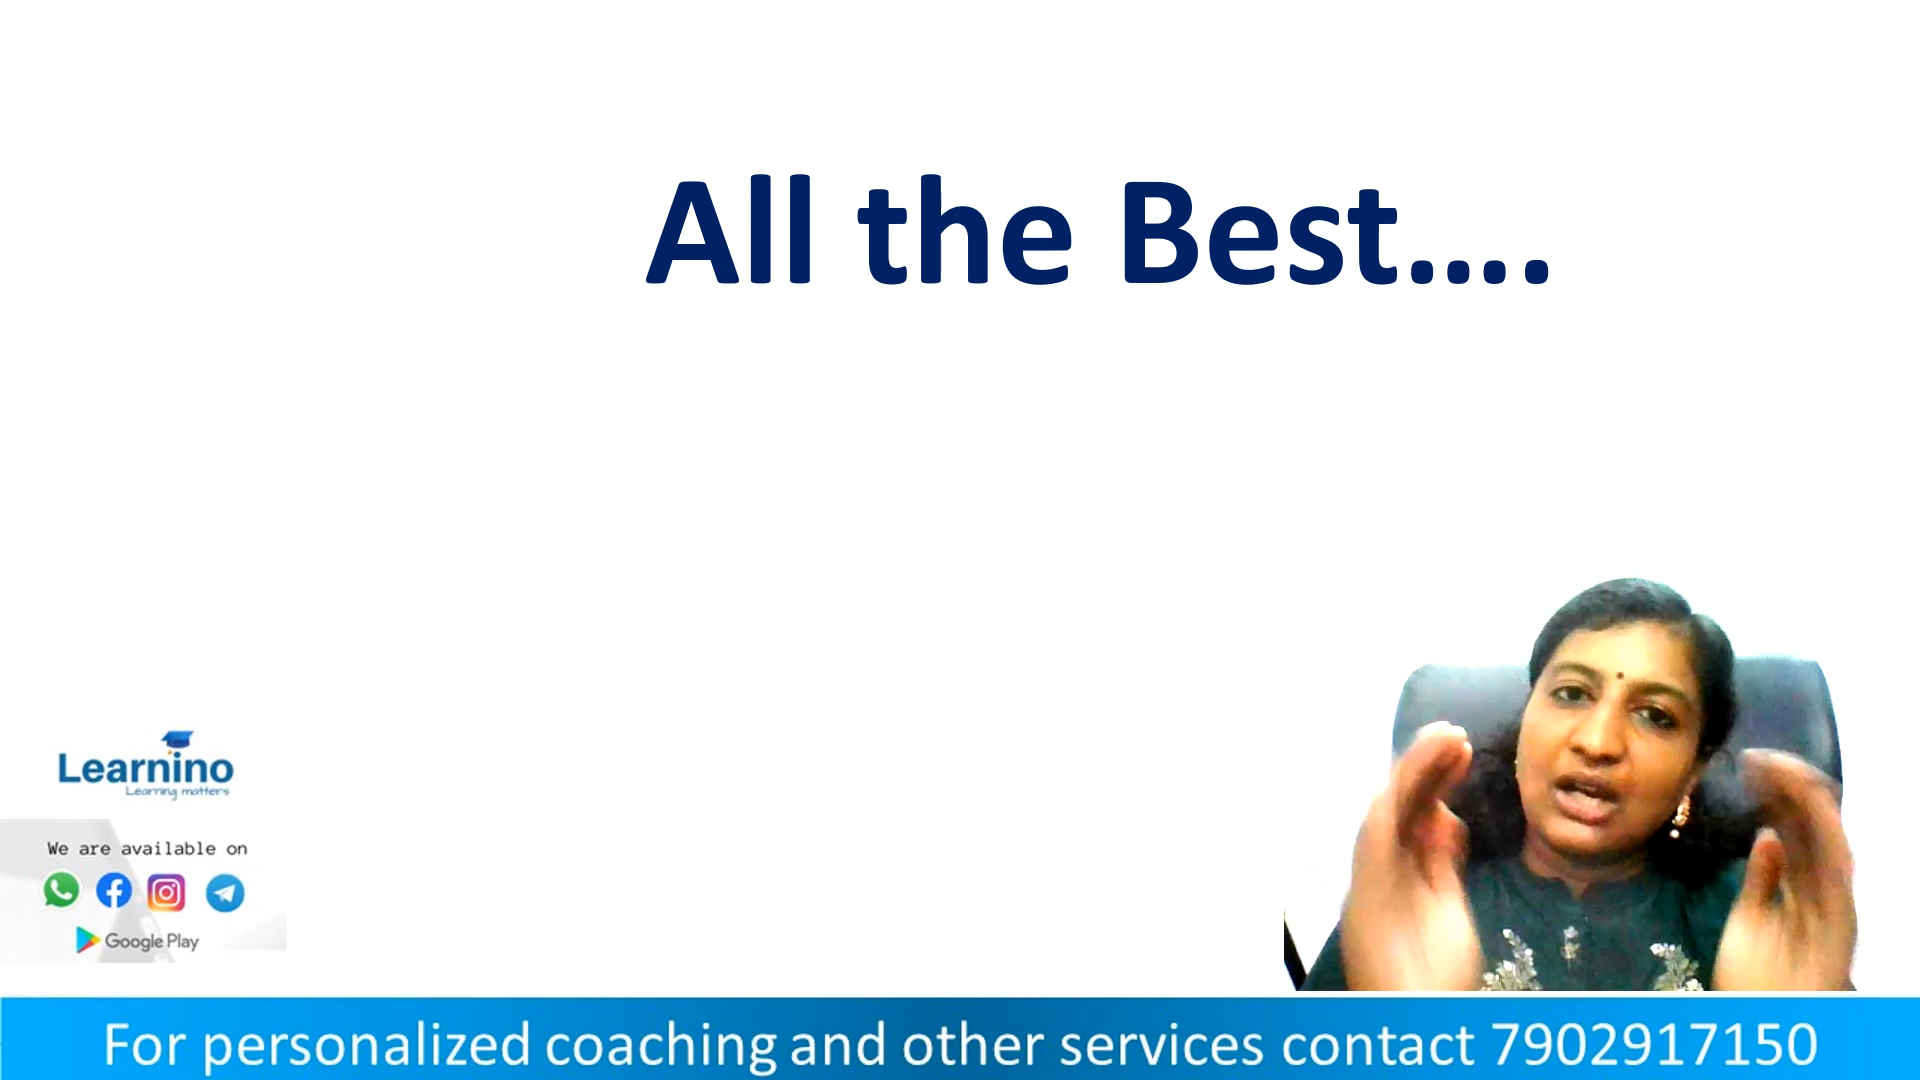 All the Best....
Learnino
Learning matters
We are available on
Google Play
For personalized coaching and other services contact 7902917150